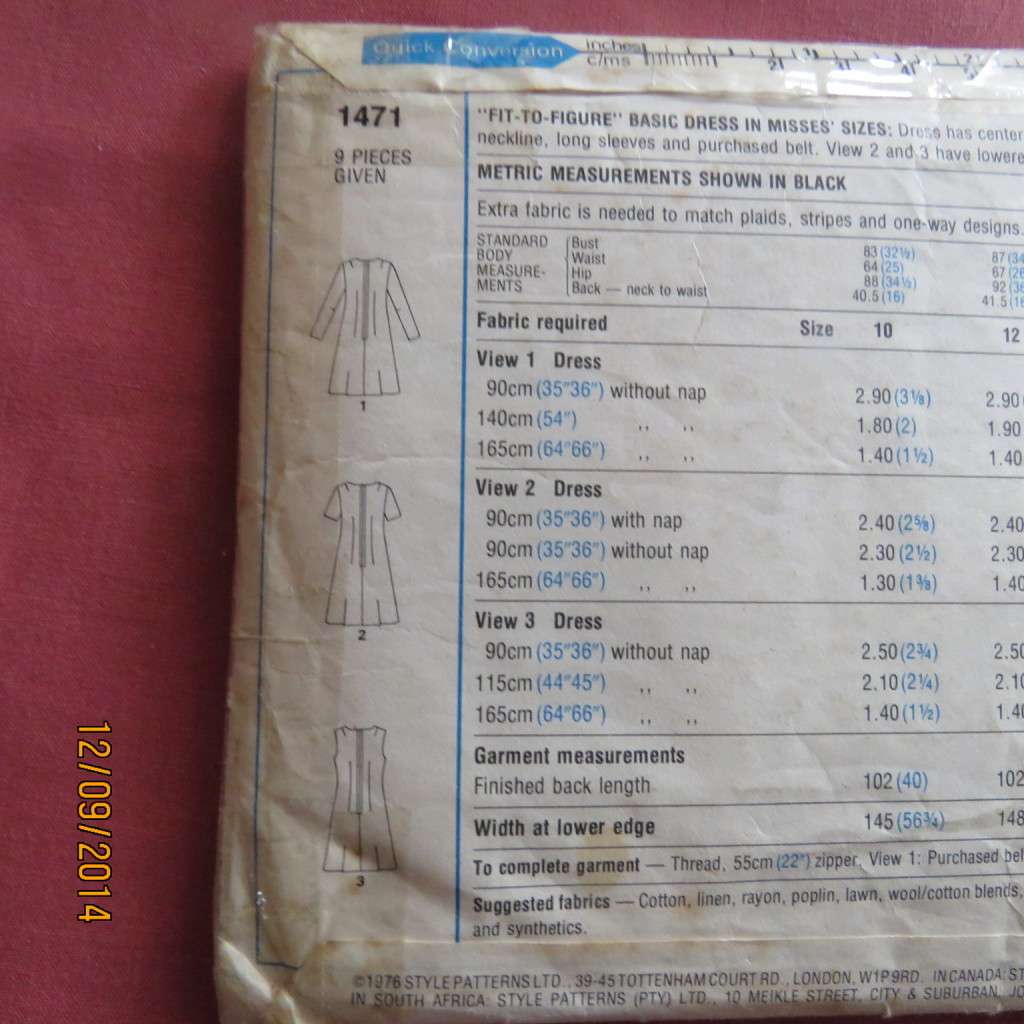 Quick Conversion inches
c/ms
1471
9 PIECES
GIVEN
1
2
3
"FIT-TO-FIGURE" BASIC DRESS IN MISSES' SIZES: Dress has center
neckline, long sleeves and purchased belt. View 2 and 3 have lowere
METRIC MEASUREMENTS SHOWN IN BLACK
Extra fabric is needed to match plaids, stripes and one-way designs.
STANDARD BODY MEASURE-MENTS
Bust 83 (32½) 87 (34
Waist 64 (25) 67 (26
Hip 88 (34½) 92 (36
Back — neck to waist 40.5 (16) 41.5 (16
Fabric required Size 10 12
View 1 Dress
90cm (35"36") without nap 2.90 (3⅛) 2.90
140cm (54") ,, ,, 1.80 (2) 1.90
165cm (64"66") ,, ,, 1.40 (1½) 1.40
View 2 Dress
90cm (35"36") with nap 2.40 (2⅝) 2.40
90cm (35"36") without nap 2.30 (2½) 2.30
165cm (64"66") ,, ,, 1.30 (1⅜) 1.40
View 3 Dress
90cm (35"36") without nap 2.50 (2¾) 2.50
115cm (44"45") ,, ,, 2.10 (2¼) 2.10
165cm (64"66") ,, ,, 1.40 (1½) 1.40
Garment measurements
Finished back length 102 (40) 102
Width at lower edge 145 (56¾) 148
To complete garment — Thread, 55cm (22") zipper. View 1: Purchased bel
Suggested fabrics — Cotton, linen, rayon, poplin, lawn, wool/cotton blends,
and synthetics.
©1976 STYLE PATTERNS LTD., 39-45 TOTTENHAM COURT RD., LONDON, W1P 9RD. IN CANADA: ST
IN SOUTH AFRICA: STYLE PATTERNS (PTY) LTD., 10 MEIKLE STREET, CITY & SUBURBAN, JO
12/09/2014